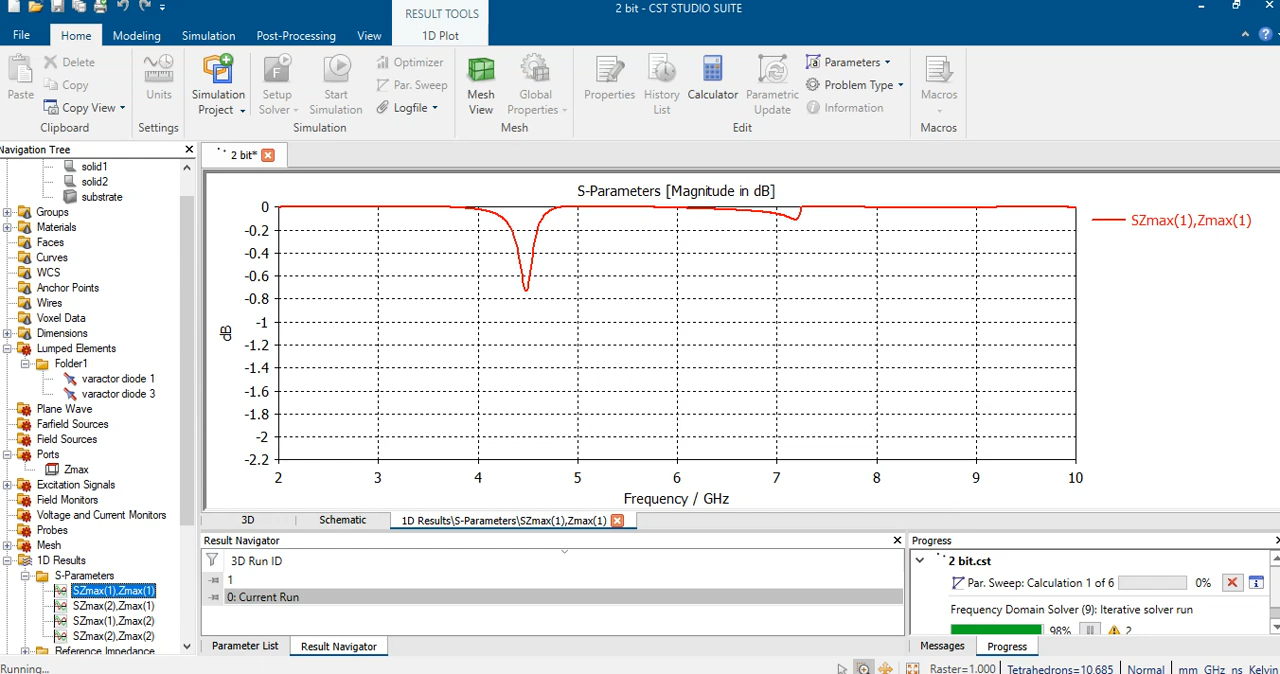 2 bit - CST STUDIO SUITE
RESULT TOOLS
File Home Modeling Simulation Post-Processing View 1D Plot
Paste
Delete
Copy
Copy View
Clipboard
Units
Settings
Simulation Project
Setup Solver
Start Simulation
Optimizer
Par. Sweep
Logfile
Simulation
Mesh View
Global Properties
Mesh
Properties
History List
Calculator
Parametric Update
Parameters
Problem Type
Information
Edit
Macros
Macros
Navigation Tree
solid1
solid2
substrate
Groups
Materials
Faces
Curves
WCS
Anchor Points
Wires
Voxel Data
Dimensions
Lumped Elements
Folder1
varactor diode 1
varactor diode 3
Plane Wave
Farfield Sources
Field Sources
Ports
Zmax
Excitation Signals
Field Monitors
Voltage and Current Monitors
Probes
Mesh
1D Results
S-Parameters
SZmax(1),Zmax(1)
SZmax(2),Zmax(1)
SZmax(1),Zmax(2)
SZmax(2),Zmax(2)
Reference Impedance
2 bit*
S-Parameters [Magnitude in dB]
0
-0.2
-0.4
-0.6
-0.8
-1
-1.2
-1.4
-1.6
-1.8
-2
-2.2
dB
2 3 4 5 6 7 8 9 10
Frequency / GHz
SZmax(1),Zmax(1)
3D Schematic 1D Results\S-Parameters\SZmax(1),Zmax(1)
Result Navigator
3D Run ID
1
0: Current Run
Parameter List Result Navigator
Progress
2 bit.cst
Par. Sweep: Calculation 1 of 6 0%
Frequency Domain Solver (9): Iterative solver run
98% 2
Messages Progress
Running...
Raster=1.000 Tetrahedrons=10.685 Normal mm GHz ns Kelvin